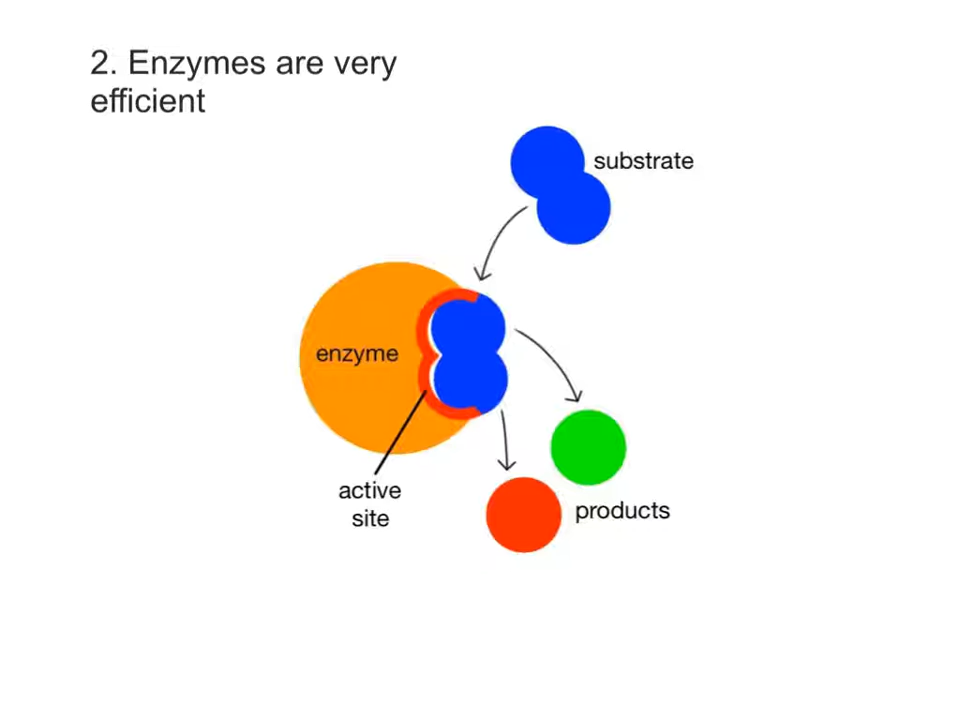 2. Enzymes are very
efficient
substrate
enzyme
active
site
products